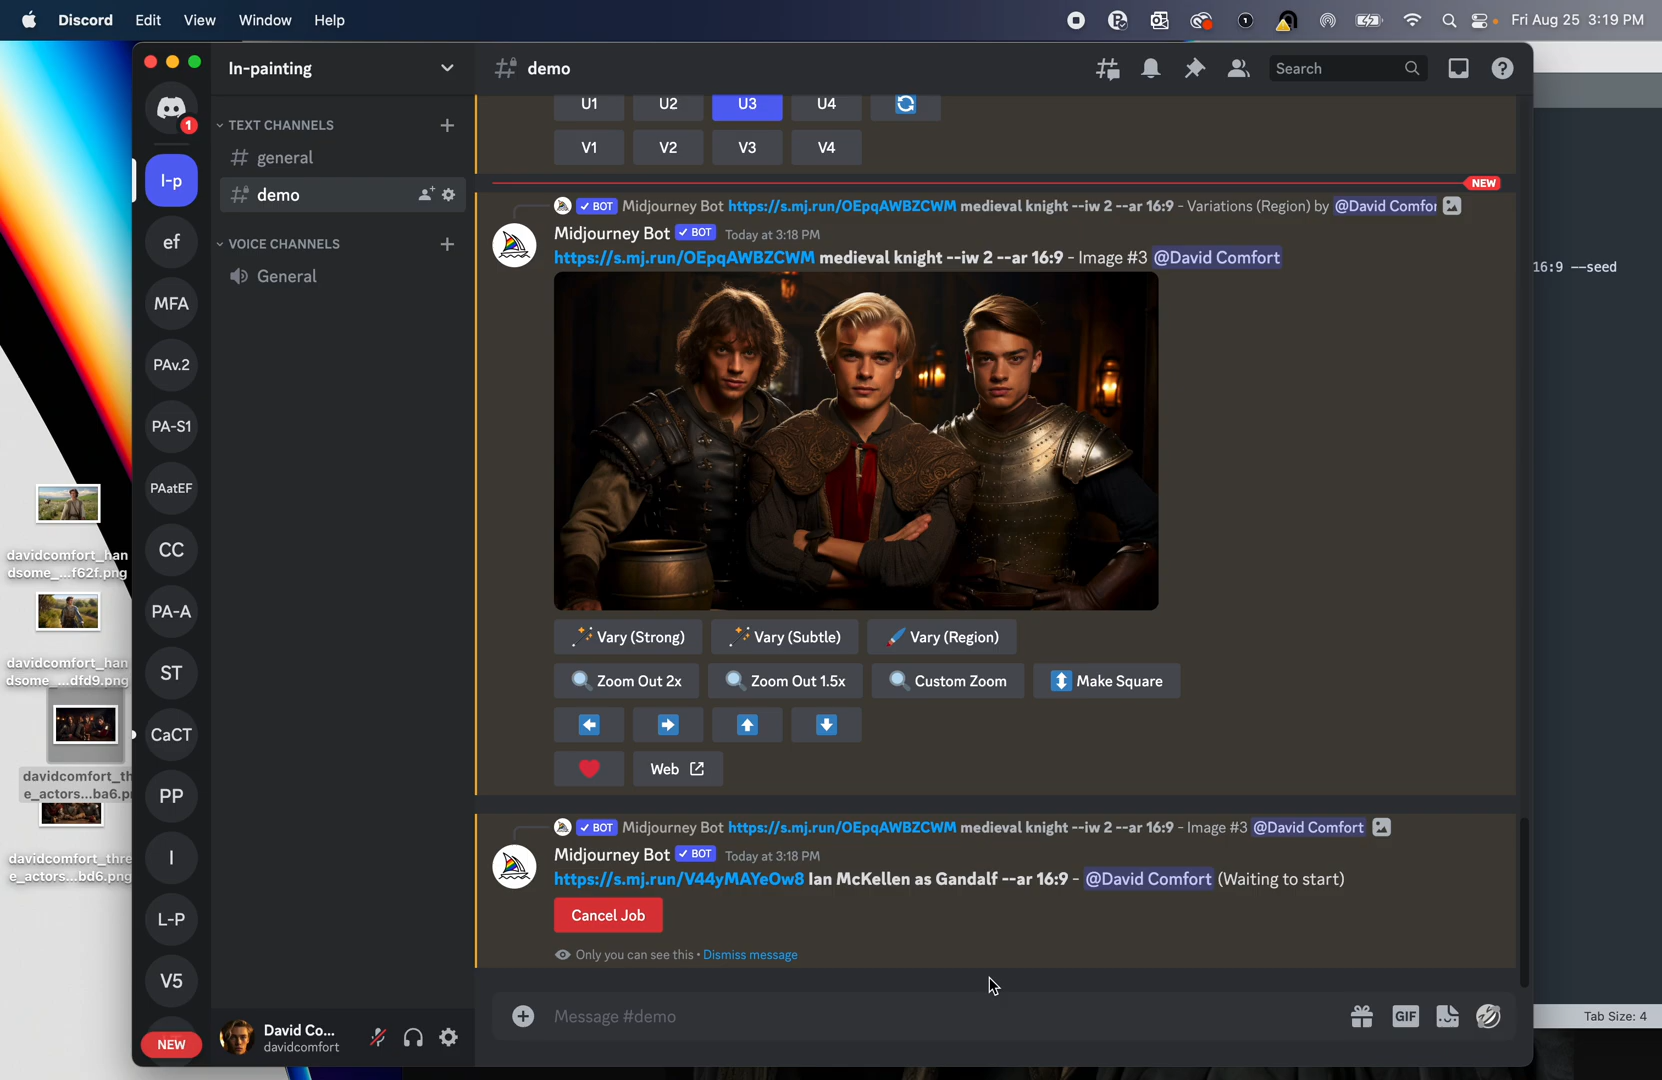 Discord Edit View Window Help
Fri Aug 25 3:19 PM
In-painting
# demo
Search
1
TEXT CHANNELS
# general
# demo
VOICE CHANNELS
General
I-p
ef
MFA
PAv.2
PA-S1
PAatEF
CC
PA-A
ST
CaCT
PP
I
L-P
V5
NEW
U1 U2 U3 U4
V1 V2 V3 V4
NEW
BOT Midjourney Bot https://s.mj.run/OEpqAWBZCWM medieval knight --iw 2 --ar 16:9 - Variations (Region) by @David Comfor
Midjourney Bot BOT Today at 3:18 PM
https://s.mj.run/OEpqAWBZCWM medieval knight --iw 2 --ar 16:9 - Image #3 @David Comfort
Vary (Strong) Vary (Subtle) Vary (Region)
Zoom Out 2x Zoom Out 1.5x Custom Zoom Make Square
Web
BOT Midjourney Bot https://s.mj.run/OEpqAWBZCWM medieval knight --iw 2 --ar 16:9 - Image #3 @David Comfort
Midjourney Bot BOT Today at 3:18 PM
https://s.mj.run/V44yMAYeOw8 Ian McKellen as Gandalf --ar 16:9 - @David Comfort (Waiting to start)
Cancel Job
Only you can see this • Dismiss message
Message #demo
GIF
David Co...
davidcomfort
davidcomfort_han
dsome_...f62f.png
davidcomfort_han
dsome_...dfd9.png
davidcomfort_th
e_actors...ba6.p
davidcomfort_thre
e_actors...bd6.png
16:9 --seed
Tab Size: 4